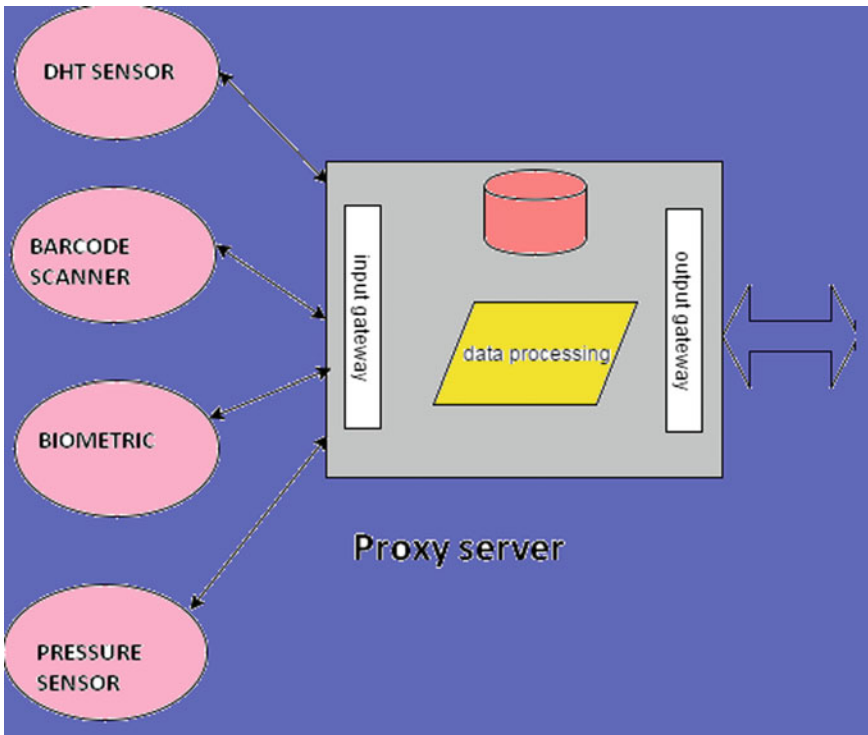 DHT SENSOR
BARCODE
SCANNER
BIOMETRIC
PRESSURE
SENSOR
input gateway
data processing
output gateway
Proxy server